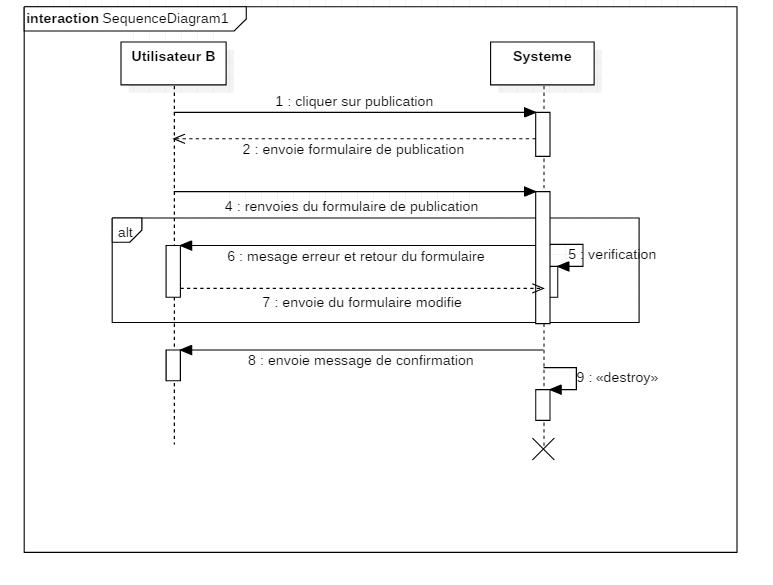 interaction SequenceDiagram1
Utilisateur B
Systeme
1 : cliquer sur publication
2 : envoie formulaire de publication
4 : renvoies du formulaire de publication
alt
5 : verification
6 : mesage erreur et retour du formulaire
7 : envoie du formulaire modifie
8 : envoie message de confirmation
9 : «destroy»